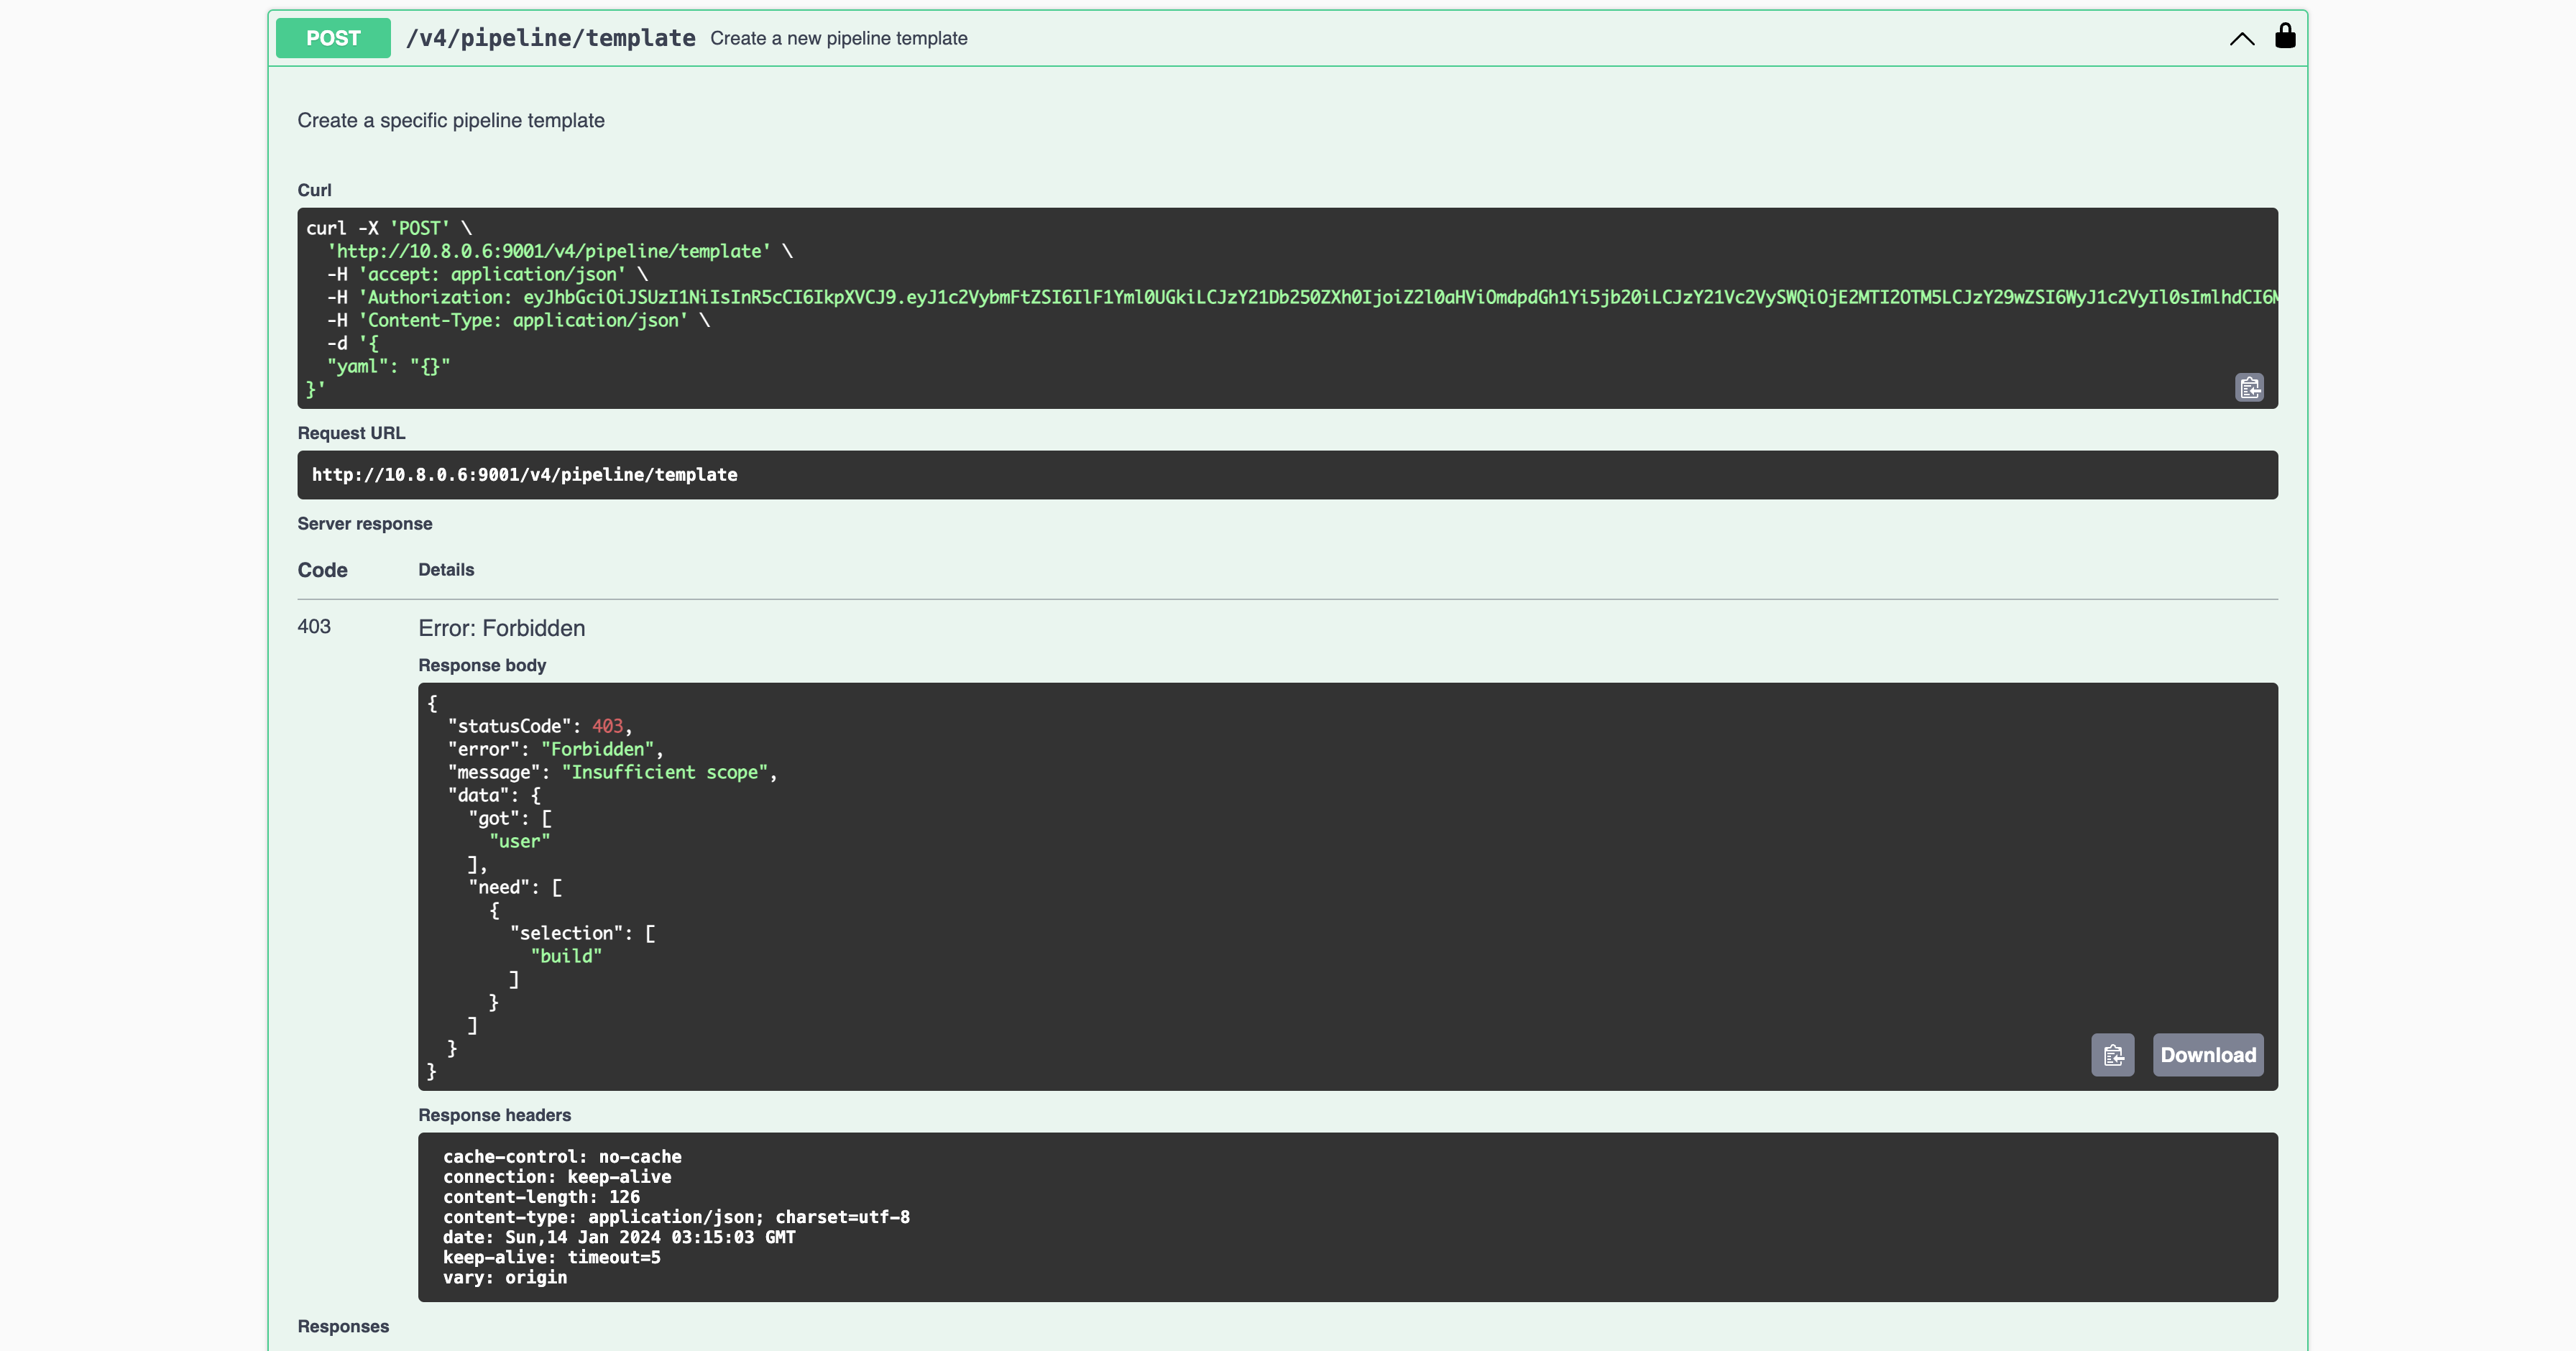 POST /v4/pipeline/template Create a new pipeline template
Create a specific pipeline template
Curl
curl -X 'POST' \
'http://10.8.0.6:9001/v4/pipeline/template' \
-H 'accept: application/json' \
-H 'Authorization: eyJhbGciOiJSUzI1NiIsInR5cCI6IkpXVCJ9.eyJ1c2VybmFtZSI6IlF1Yml0UGkiLCJzY21Db250ZXh0IjoiZ2l0aHViOmdpdGh1Yi5jb20iLCJzY21Vc2VySWQiOjE2MTI2OTM5LCJzY29wZSI6WyJ1c2VyIl0sImlhdCI6M
-H 'Content-Type: application/json' \
-d '{
"yaml": "{}"
}'
Request URL
http://10.8.0.6:9001/v4/pipeline/template
Server response
Code Details
403 Error: Forbidden
Response body
{
"statusCode": 403,
"error": "Forbidden",
"message": "Insufficient scope",
"data": {
"got": [
"user"
],
"need": [
{
"selection": [
"build"
]
}
]
}
}
Download
Response headers
cache-control: no-cache
connection: keep-alive
content-length: 126
content-type: application/json; charset=utf-8
date: Sun,14 Jan 2024 03:15:03 GMT
keep-alive: timeout=5
vary: origin
Responses